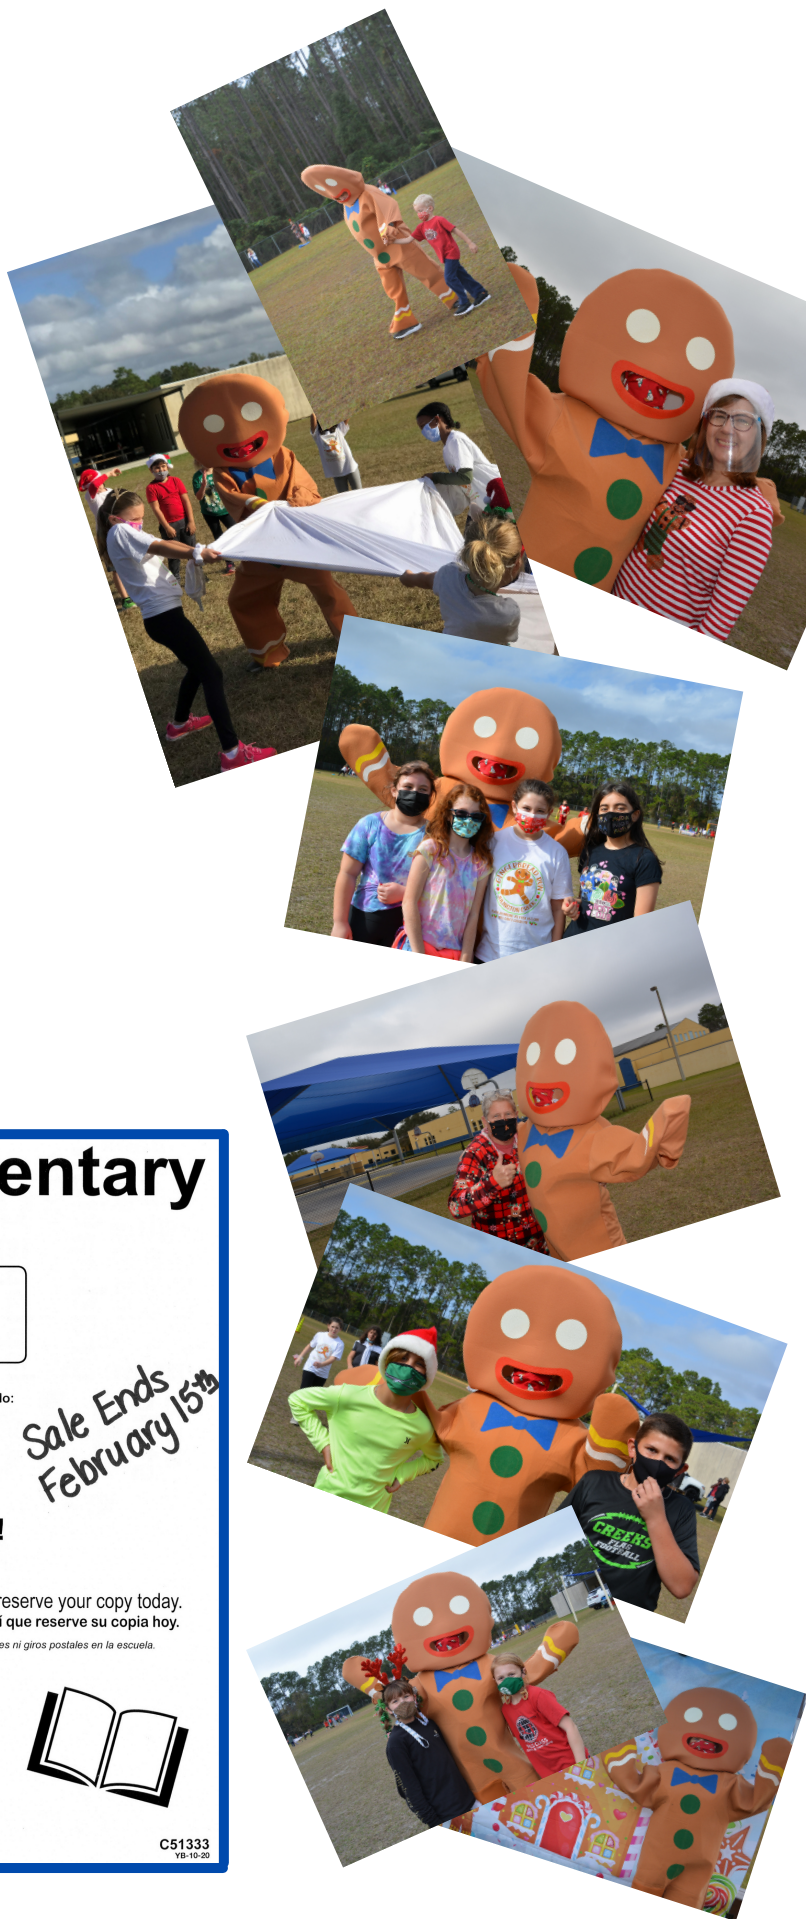 entary
lo:
Sale Ends
February 15th
!
reserve your copy today.
í que reserve su copia hoy.
es ni giros postales en la escuela.
C51333
YB-10-20
CREEKS
FLAG
FOOTBALL